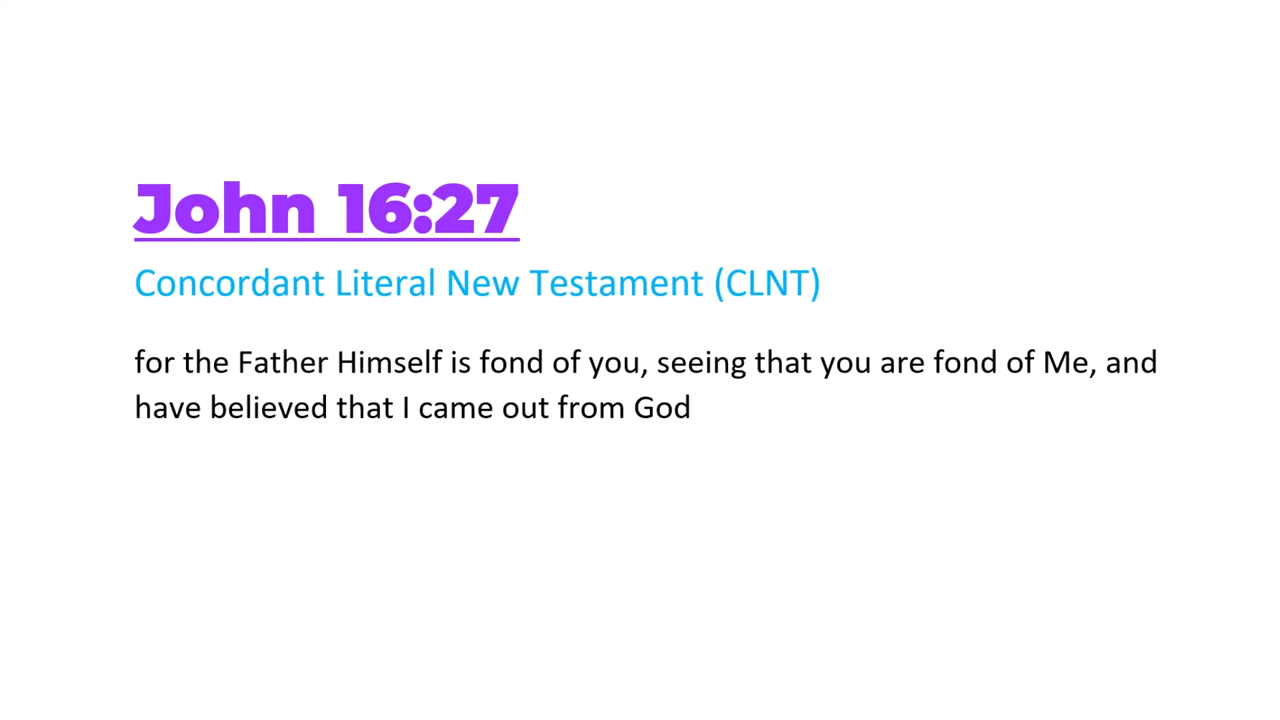 John 16:27
Concordant Literal New Testament (CLNT)
for the Father Himself is fond of you, seeing that you are fond of Me, and
have believed that I came out from God